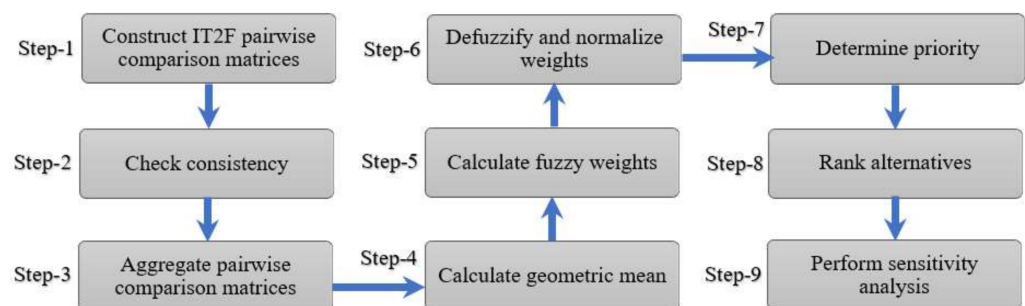 Step-1
Construct IT2F pairwise
comparison matrices
Step-2
Check consistency
Step-3
Aggregate pairwise
comparison matrices
Step-4
Calculate geometric mean
Step-5
Calculate fuzzy weights
Step-6
Defuzzify and normalize
weights
Step-7
Determine priority
Step-8
Rank alternatives
Step-9
Perform sensitivity
analysis